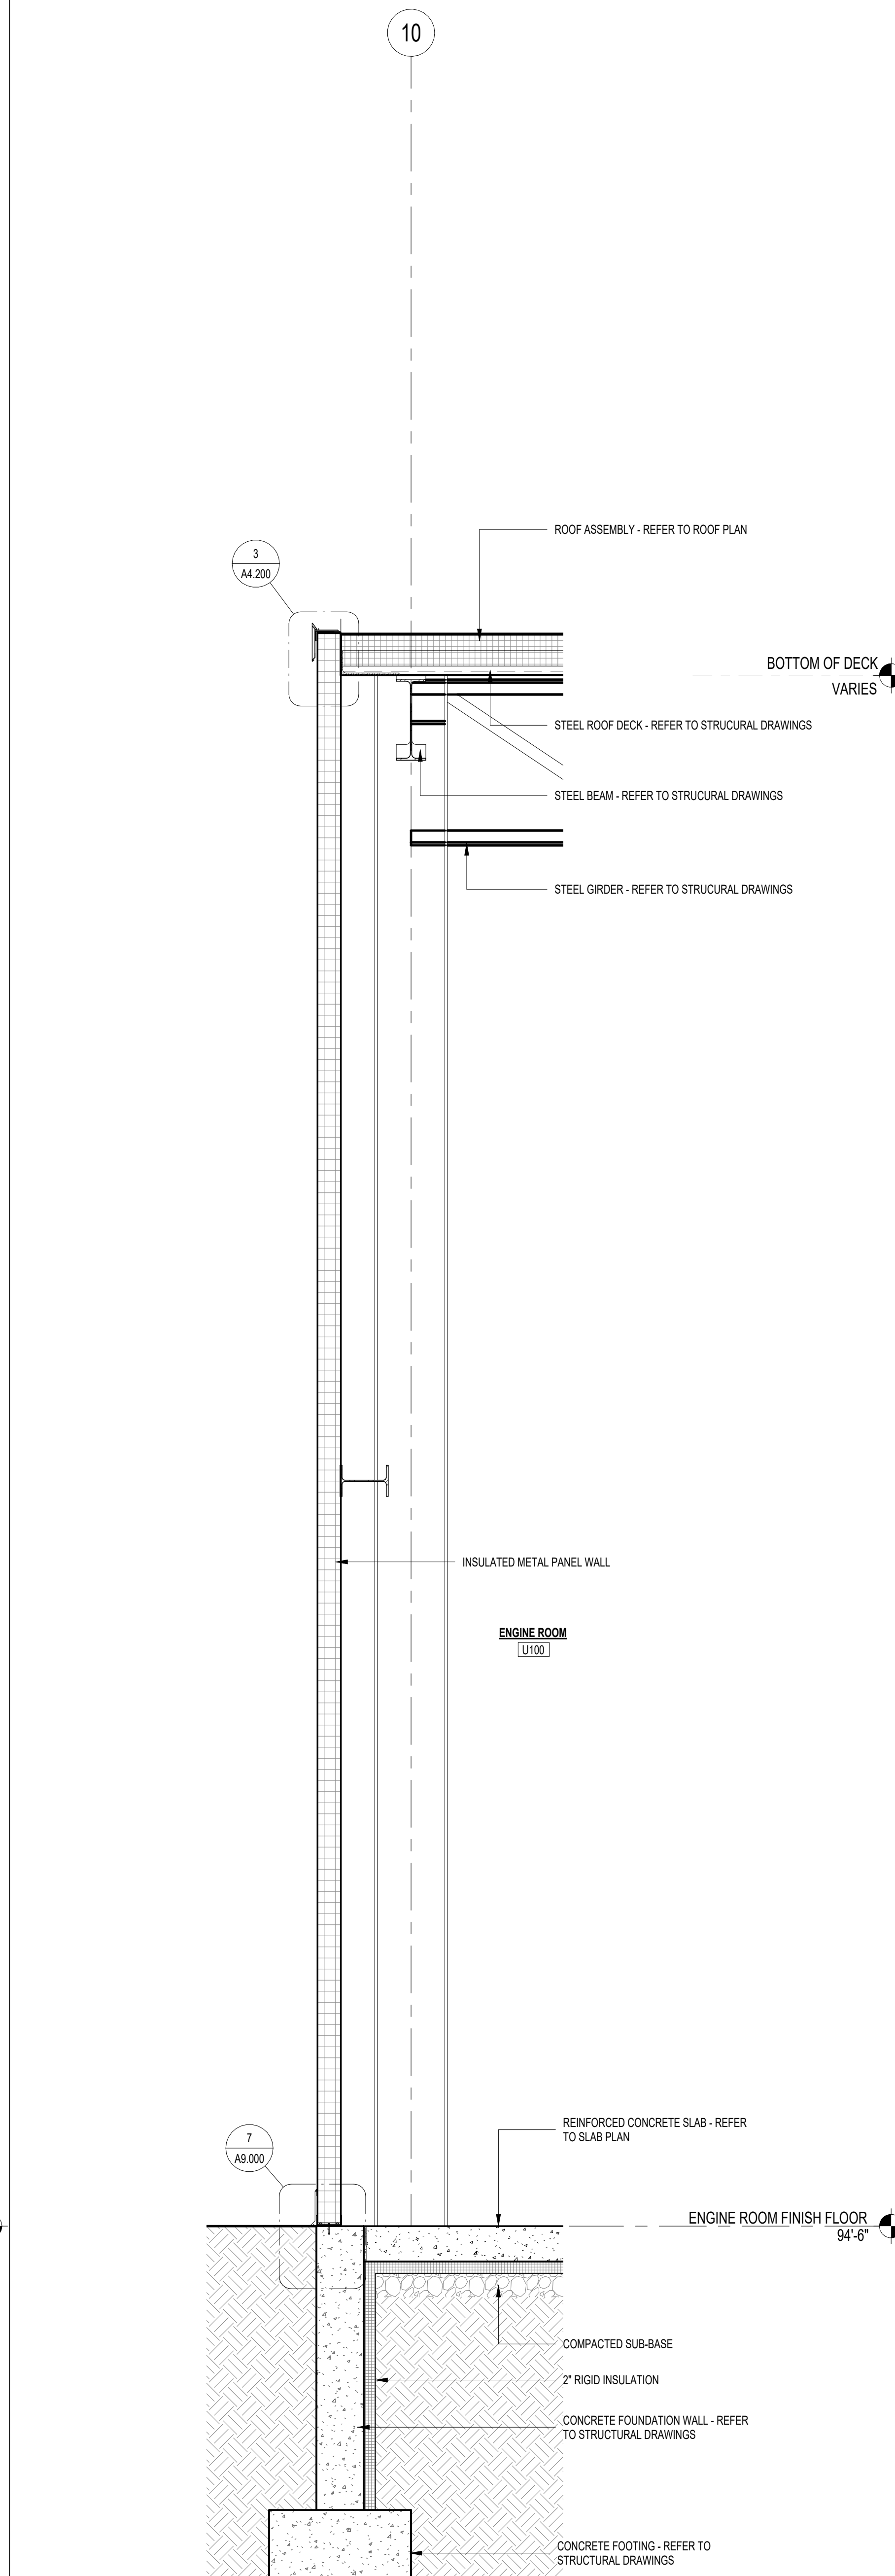 10
ROOF ASSEMBLY - REFER TO ROOF PLAN
3
A4.200
BOTTOM OF DECK
VARIES
STEEL ROOF DECK - REFER TO STRUCURAL DRAWINGS
STEEL BEAM - REFER TO STRUCURAL DRAWINGS
STEEL GIRDER - REFER TO STRUCURAL DRAWINGS
INSULATED METAL PANEL WALL
ENGINE ROOM
U100
REINFORCED CONCRETE SLAB - REFER
TO SLAB PLAN
7
A9.000
ENGINE ROOM FINISH FLOOR
94'-6"
COMPACTED SUB-BASE
2" RIGID INSULATION
CONCRETE FOUNDATION WALL - REFER
TO STRUCTURAL DRAWINGS
CONCRETE FOOTING - REFER TO
STRUCTURAL DRAWINGS